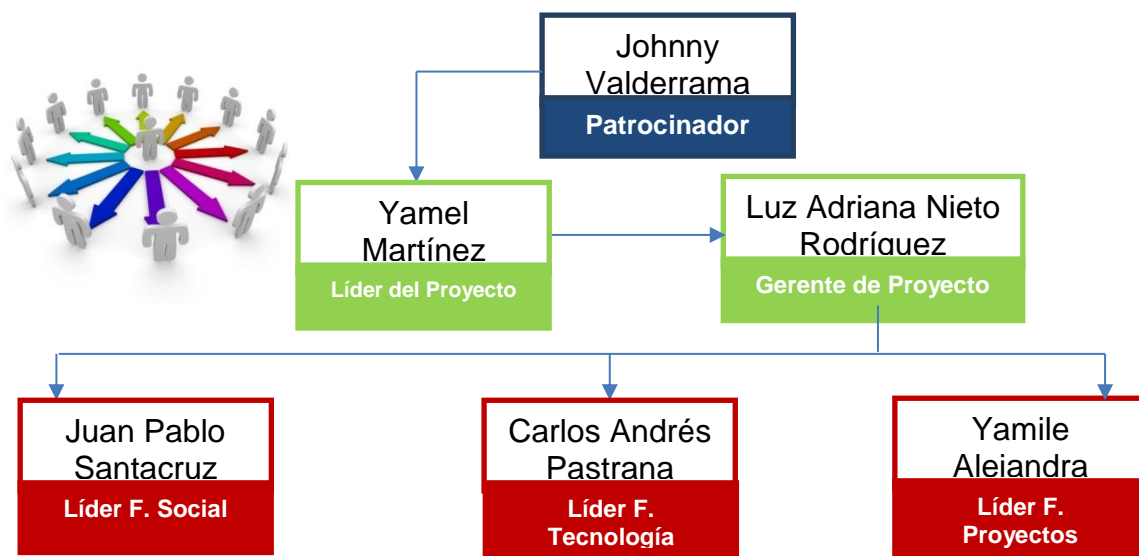 Johnny
Valderrama
Patrocinador
Yamel
Martínez
Líder del Proyecto
Luz Adriana Nieto
Rodríguez
Gerente de Proyecto
Juan Pablo
Santacruz
Líder F. Social
Carlos Andrés
Pastrana
Líder F.
Tecnología
Yamile
Alejandra
Líder F.
Proyectos